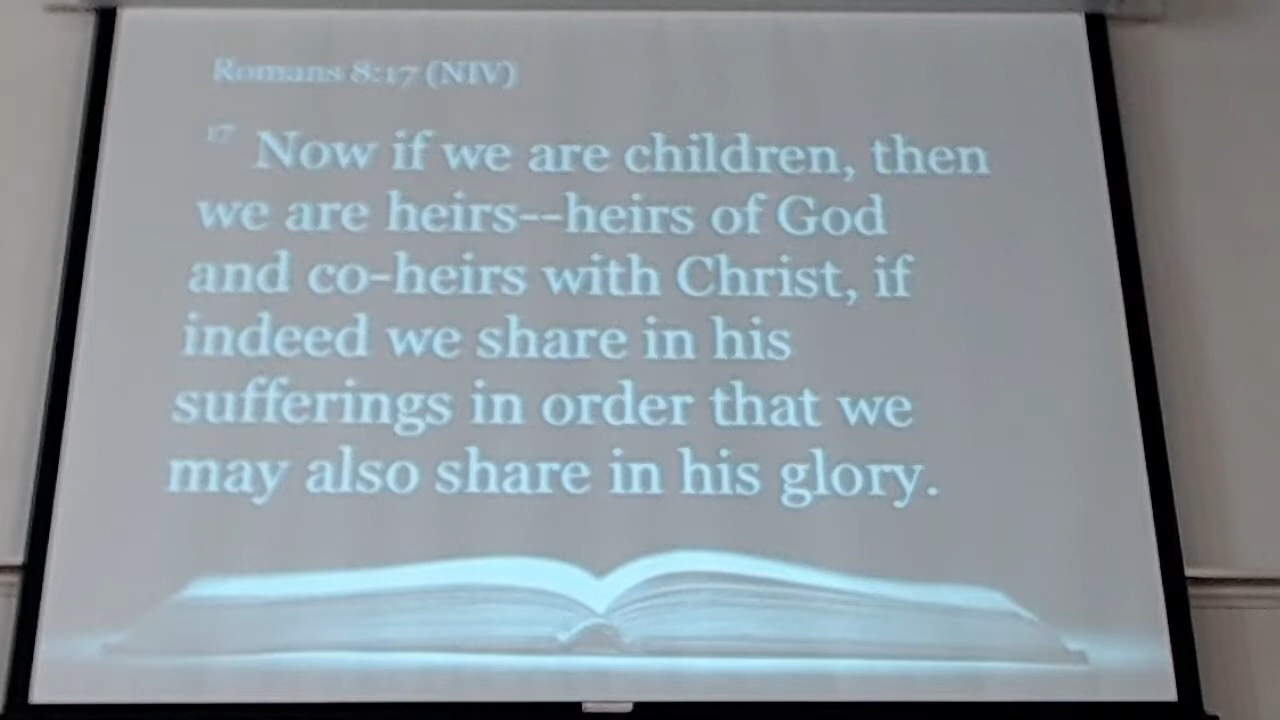 Romans 8:17 (NIV)
17 Now if we are children, then
we are heirs--heirs of God
and co-heirs with Christ, if
indeed we share in his
sufferings in order that we
may also share in his glory.